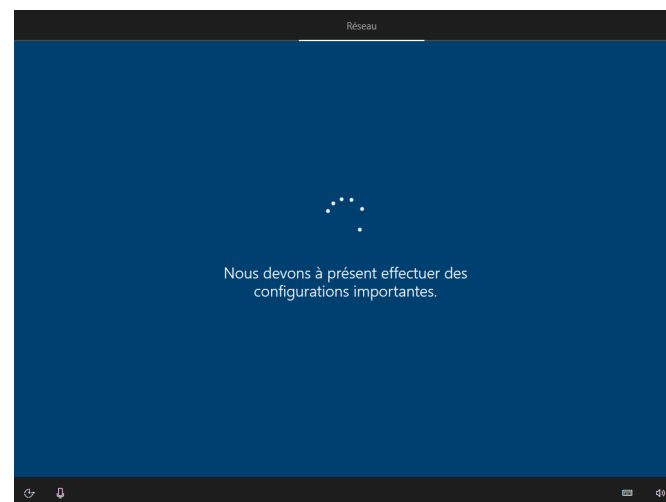 Réseau
Nous devons à présent effectuer des
configurations importantes.